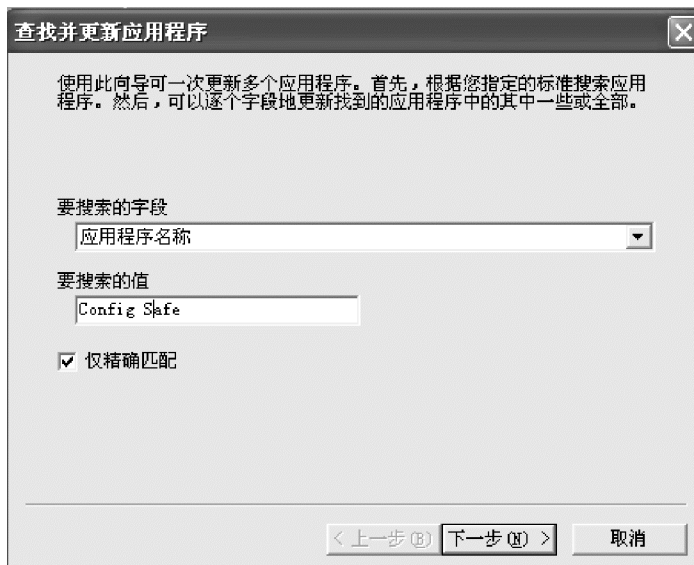 查找并更新应用程序
使用此向导可一次更新多个应用程序。首先，根据您指定的标准搜索应用
程序。然后，可以逐个字段地更新找到的应用程序中的其中一些或全部。
要搜索的字段
应用程序名称
要搜索的值
Config Safe
仅精确匹配
< 上一步(B) 下一步(N) > 取消